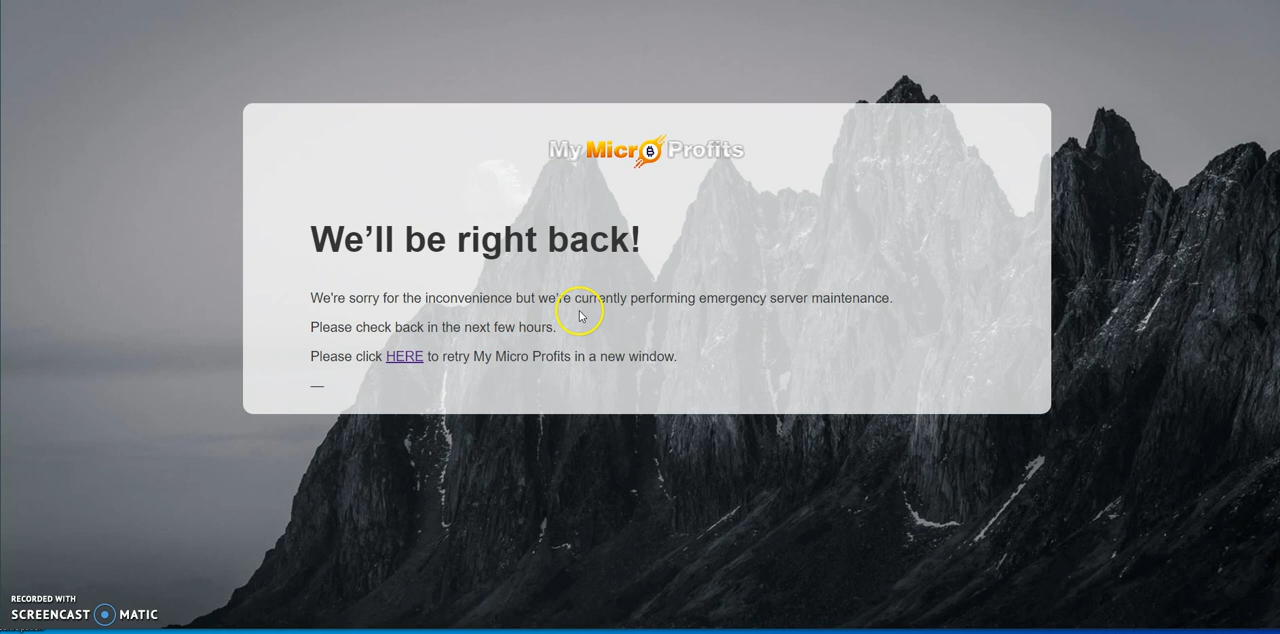 My Micro Profits
We’ll be right back!
We're sorry for the inconvenience but we're currently performing emergency server maintenance.
Please check back in the next few hours.
Please click HERE to retry My Micro Profits in a new window.
—
RECORDED WITH
SCREENCAST MATIC